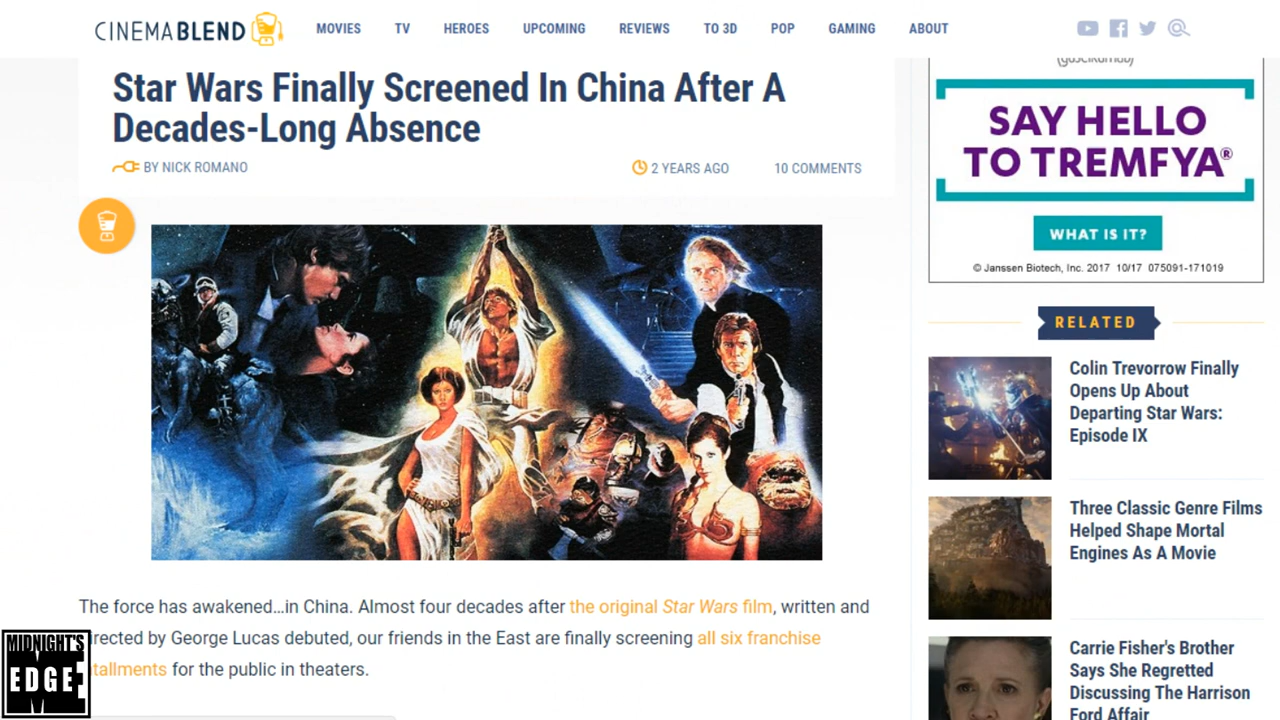 CINEMABLEND
MOVIES TV HEROES UPCOMING REVIEWS TO 3D POP GAMING ABOUT
Star Wars Finally Screened In China After A
Decades-Long Absence
BY NICK ROMANO 2 YEARS AGO 10 COMMENTS
The force has awakened...in China. Almost four decades after the original Star Wars film, written and
directed by George Lucas debuted, our friends in the East are finally screening all six franchise
installments for the public in theaters.
MIDNIGHT'S
EDGE
(guselkumab)
SAY HELLO
TO TREMFYA®
WHAT IS IT?
© Janssen Biotech, Inc. 2017 10/17 075091-171019
RELATED
Colin Trevorrow Finally
Opens Up About
Departing Star Wars:
Episode IX
Three Classic Genre Films
Helped Shape Mortal
Engines As A Movie
Carrie Fisher's Brother
Says She Regretted
Discussing The Harrison
Ford Affair